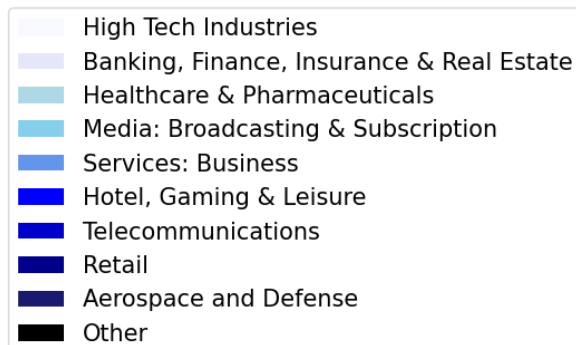 High Tech Industries
Banking, Finance, Insurance & Real Estate
Healthcare & Pharmaceuticals
Media: Broadcasting & Subscription
Services: Business
Hotel, Gaming & Leisure
Telecommunications
Retail
Aerospace and Defense
Other